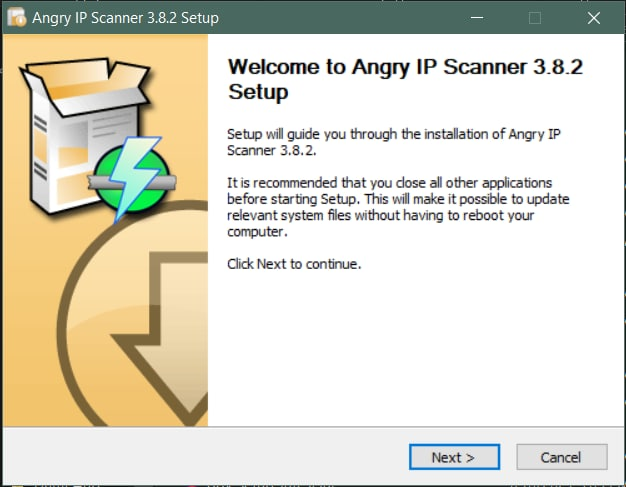 Angry IP Scanner 3.8.2 Setup
Welcome to Angry IP Scanner 3.8.2
Setup
Setup will guide you through the installation of Angry IP
Scanner 3.8.2.
It is recommended that you close all other applications
before starting Setup. This will make it possible to update
relevant system files without having to reboot your
computer.
Click Next to continue.
Next >
Cancel